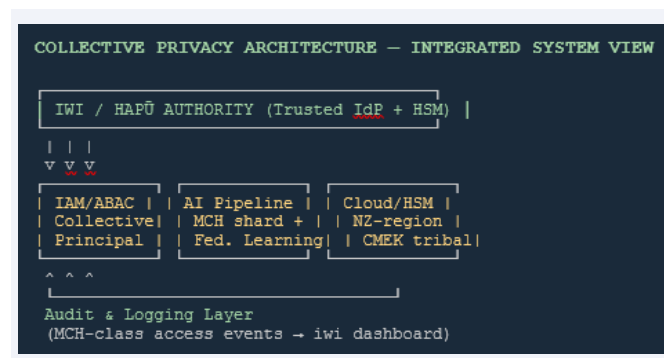 COLLECTIVE PRIVACY ARCHITECTURE — INTEGRATED SYSTEM VIEW
| IWI / HAPŪ AUTHORITY (Trusted IdP + HSM) |
| | |
v v v
| IAM/ABAC | | AI Pipeline | | Cloud/HSM |
| Collective| | MCH shard + | | NZ-region |
| Principal | | Fed. Learning| | CMEK tribal|
^ ^ ^
Audit & Logging Layer
(MCH-class access events → iwi dashboard)